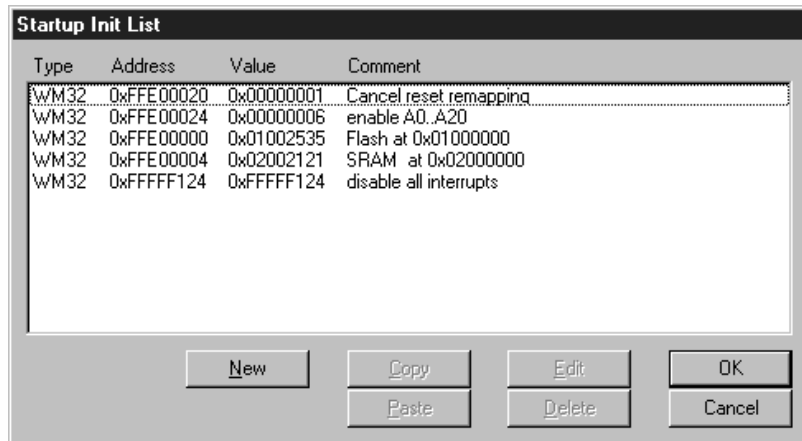 Startup Init List
Type Address Value Comment
WM32 0xFFE00020 0x00000001 Cancel reset remapping
WM32 0xFFE00024 0x00000006 enable A0..A20
WM32 0xFFE00000 0x01002535 Flash at 0x01000000
WM32 0xFFE00004 0x02002121 SRAM at 0x02000000
WM32 0xFFFFF124 0xFFFFF124 disable all interrupts
New Copy Edit OK
Paste Delete Cancel